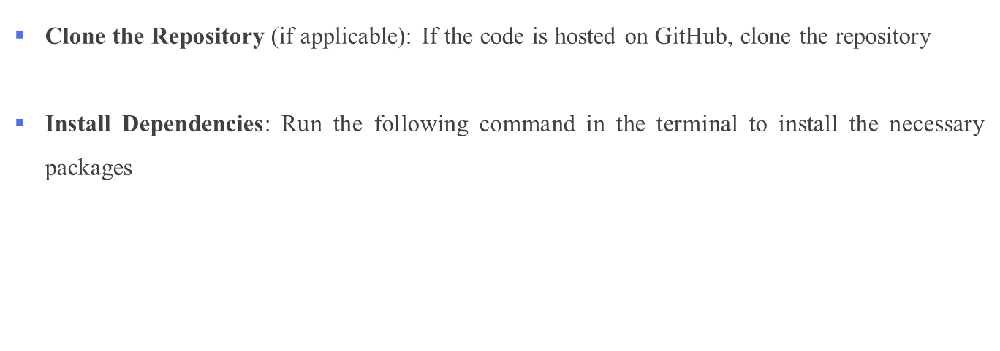 ▪ Clone the Repository (if applicable): If the code is hosted on GitHub, clone the repository
▪ Install Dependencies: Run the following command in the terminal to install the necessary
packages